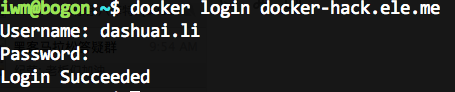 iwm@bogon:~$ docker login docker-hack.ele.me
Username: dashuai.li
Password:
Login Succeeded